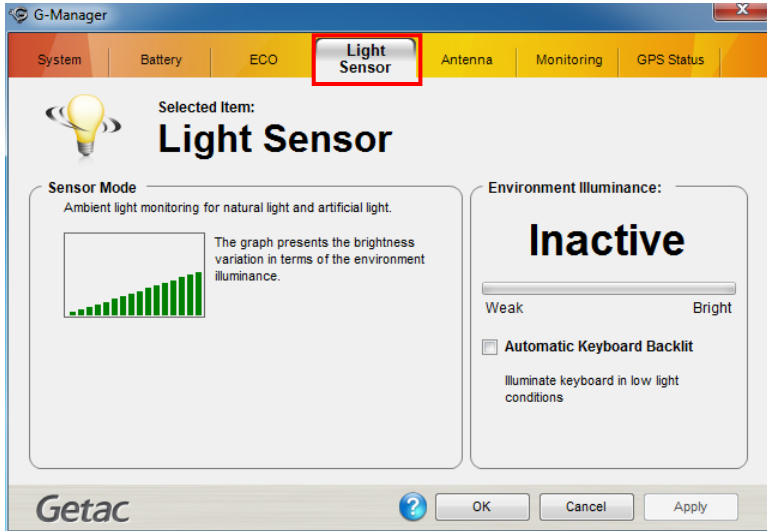 G-Manager
System
Battery
ECO
Light
Sensor
Antenna
Monitoring
GPS Status
Selected Item:
Light Sensor
Sensor Mode
Ambient light monitoring for natural light and artificial light.
The graph presents the brightness
variation in terms of the environment
illuminance.
Environment Illuminance:
Inactive
Weak
Bright
Automatic Keyboard Backlit
Illuminate keyboard in low light
conditions
Getac
?
OK
Cancel
Apply